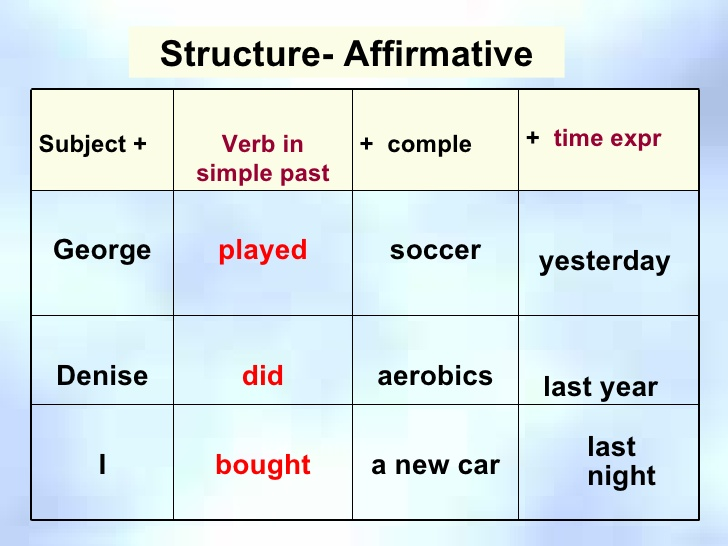 Structure- Affirmative
Subject +
Verb in
simple past
+ comple
+ time expr
George
played
soccer
yesterday
Denise
did
aerobics
last year
I
bought
a new car
last
night